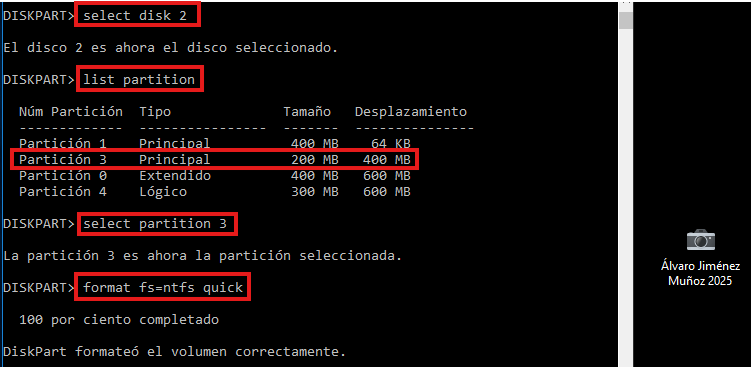 DISKPART> select disk 2
El disco 2 es ahora el disco seleccionado.
DISKPART> list partition
Núm Partición  Tipo              Tamaño   Desplazamiento
-------------  ----------------  -------  ---------------
Partición 1    Principal          400 MB    64 KB
Partición 3    Principal          200 MB   400 MB
Partición 0    Extendido          400 MB   600 MB
Partición 4    Lógico             300 MB   600 MB
DISKPART> select partition 3
La partición 3 es ahora la partición seleccionada.
DISKPART> format fs=ntfs quick
100 por ciento completado
DiskPart formateó el volumen correctamente.
Álvaro Jiménez
Muñoz 2025